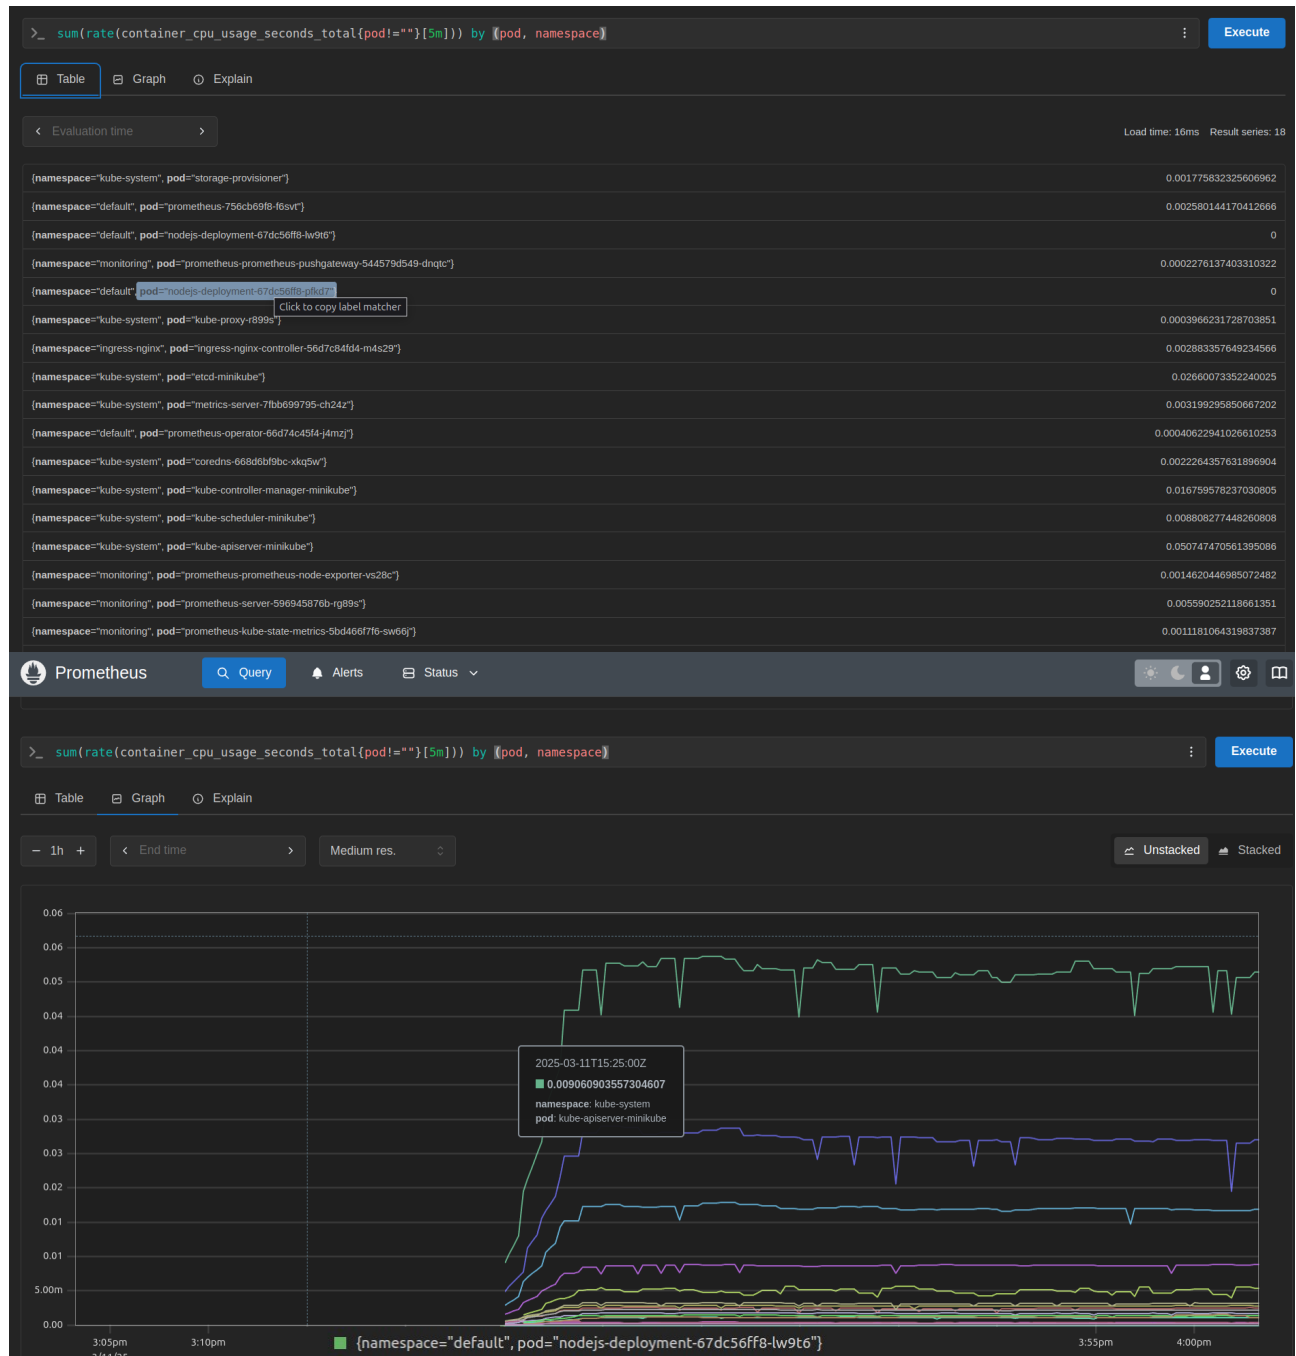 >_ sum(rate(container_cpu_usage_seconds_total{pod!=""}[5m])) by (pod, namespace)
Execute
Table Graph Explain
Evaluation time
Load time: 16ms Result series: 18
{namespace="kube-system", pod="storage-provisioner"} 0.001775832325606962
{namespace="default", pod="prometheus-756cb69f8-f6svt"} 0.002580144170412666
{namespace="default", pod="nodejs-deployment-67dc56ff8-lw9t6"} 0
{namespace="monitoring", pod="prometheus-prometheus-pushgateway-544579d549-dnqtc"} 0.0002276137403310322
{namespace="default", pod="nodejs-deployment-67dc56ff8-pfkd7" 0
Click to copy label matcher
{namespace="kube-system", pod="kube-proxy-r899s"} 0.0003966231728703851
{namespace="ingress-nginx", pod="ingress-nginx-controller-56d7c84fd4-m4s29"} 0.002883357649234566
{namespace="kube-system", pod="etcd-minikube"} 0.02660073352240025
{namespace="kube-system", pod="metrics-server-7fbb699795-ch24z"} 0.003199295850667202
{namespace="default", pod="prometheus-operator-66d74c45f4-j4mzj"} 0.00040622941026610253
{namespace="kube-system", pod="coredns-668d6bf9bc-xkq5w"} 0.0022264357631896904
{namespace="kube-system", pod="kube-controller-manager-minikube"} 0.016759578237030805
{namespace="kube-system", pod="kube-scheduler-minikube"} 0.008808277448260808
{namespace="kube-system", pod="kube-apiserver-minikube"} 0.050747470561395086
{namespace="monitoring", pod="prometheus-prometheus-node-exporter-vs28c"} 0.0014620446985072482
{namespace="monitoring", pod="prometheus-server-596945876b-rg89s"} 0.005590252118661351
{namespace="monitoring", pod="prometheus-kube-state-metrics-5bd466f7f6-sw66j"} 0.0011181064319837387
Prometheus Query Alerts Status
>_ sum(rate(container_cpu_usage_seconds_total{pod!=""}[5m])) by (pod, namespace)
Execute
Table Graph Explain
− 1h + End time Medium res. Unstacked Stacked
0.06
0.06
0.05
0.04
0.04
0.04
0.03
0.03
0.02
0.01
0.01
5.00m
0.00
2025-03-11T15:25:00Z
0.009060903557304607
namespace: kube-system
pod: kube-apiserver-minikube
3:05pm 3:10pm 3:55pm 4:00pm
{namespace="default", pod="nodejs-deployment-67dc56ff8-lw9t6"}